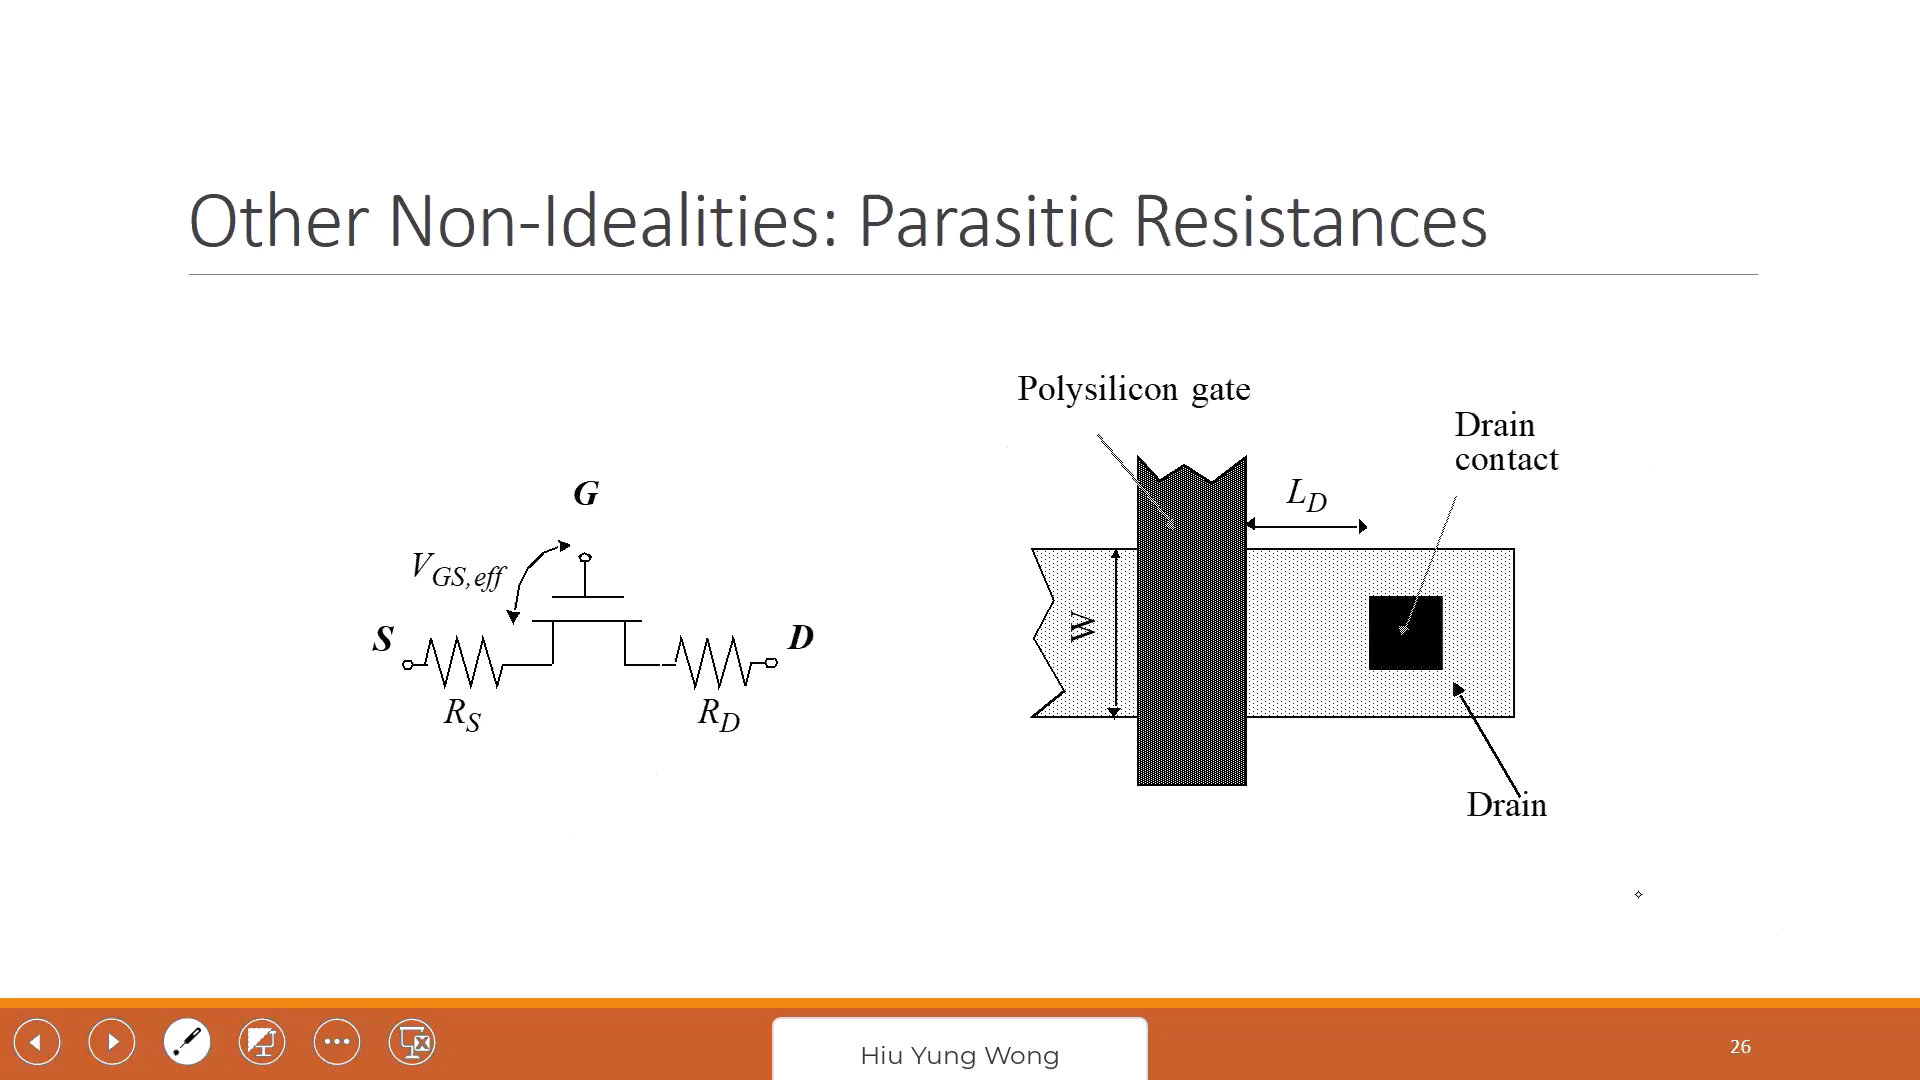 Other Non-Idealities: Parasitic Resistances
G
V_GS,eff
S
D
R_S
R_D
Polysilicon gate
Drain
contact
L_D
W
Drain
Hiu Yung Wong
26